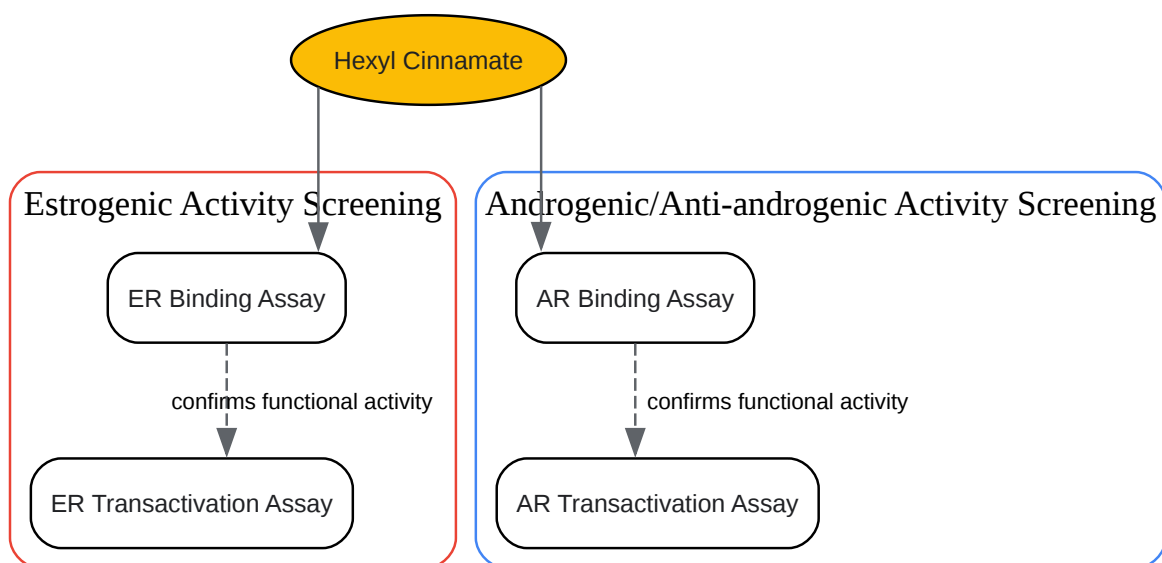 Hexyl Cinnamate
Estrogenic Activity Screening
Androgenic/Anti-androgenic Activity Screening
ER Binding Assay
AR Binding Assay
confirms functional activity
confirms functional activity
ER Transactivation Assay
AR Transactivation Assay